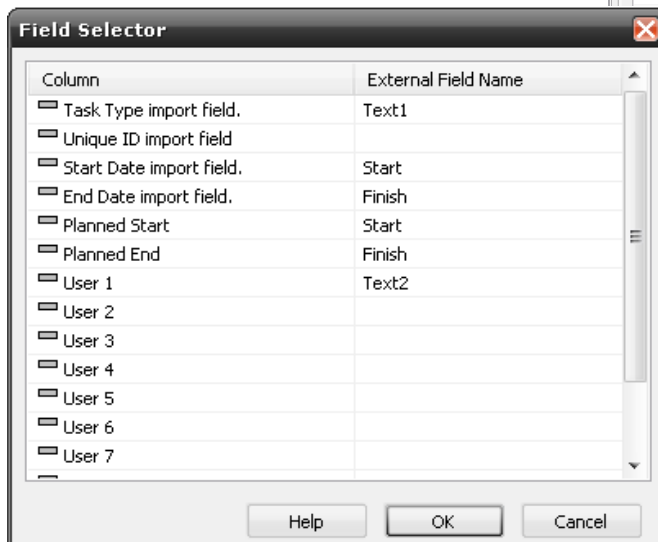 Field Selector
Column External Field Name
Task Type import field. Text1
Unique ID import field
Start Date import field. Start
End Date import field. Finish
Planned Start Start
Planned End Finish
User 1 Text2
User 2
User 3
User 4
User 5
User 6
User 7
Help OK Cancel